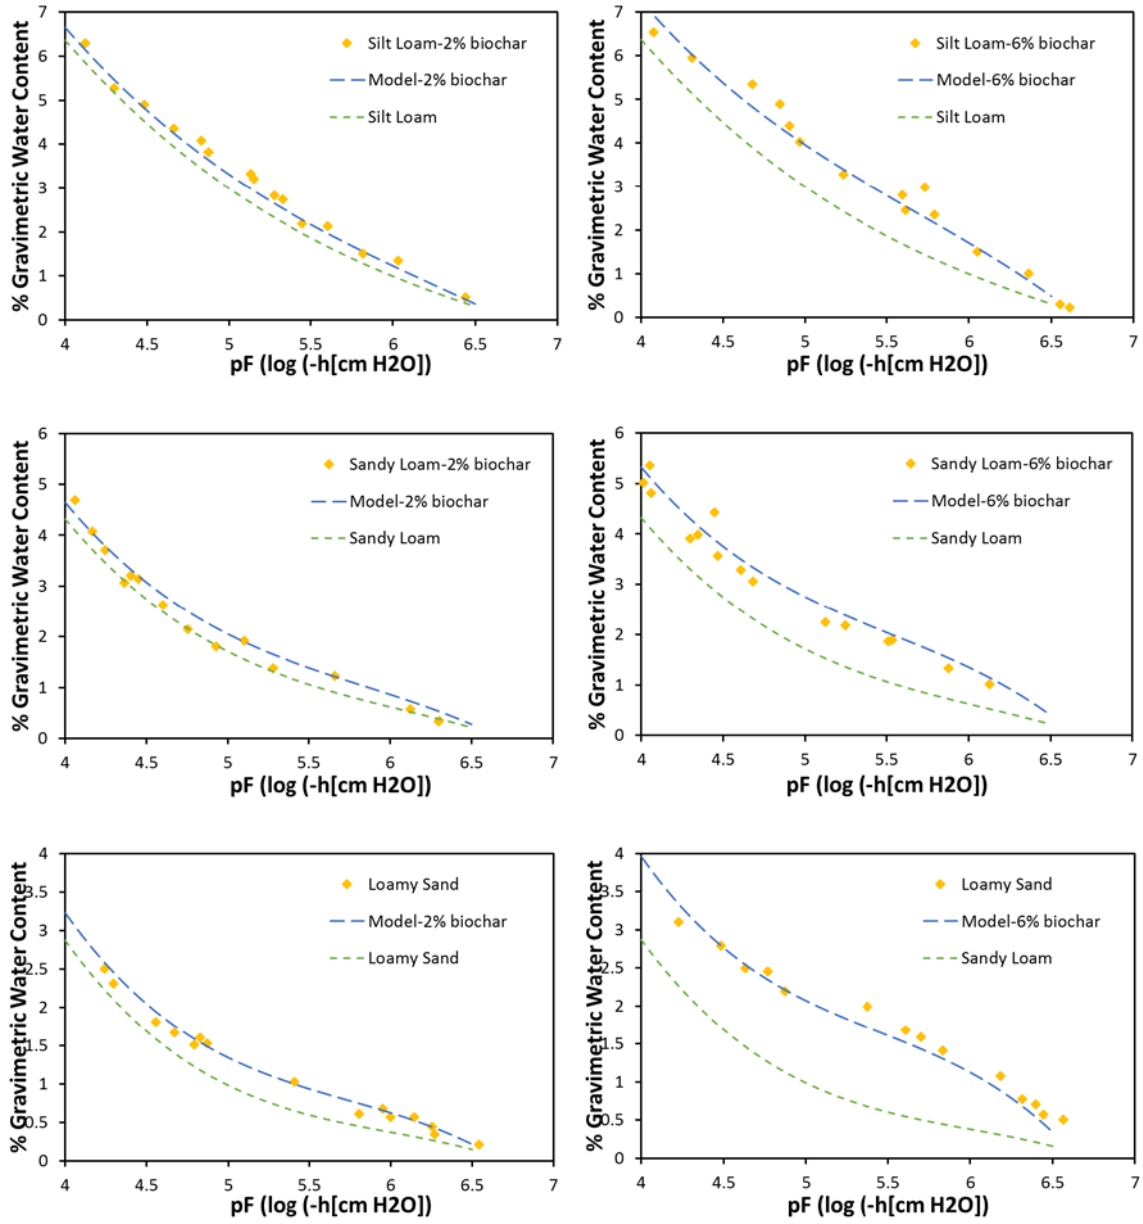 % Gravimetric Water Content
7
6
5
4
3
2
1
0
Silt Loam-2% biochar
Model-2% biochar
Silt Loam
4 4.5 5 5.5 6 6.5 7
pF (log (-h[cm H2O])
% Gravimetric Water Content
7
6
5
4
3
2
1
0
Silt Loam-6% biochar
Model-6% biochar
Silt Loam
4 4.5 5 5.5 6 6.5 7
pF (log (-h[cm H2O])
% Gravimetric Water Content
6
5
4
3
2
1
0
Sandy Loam-2% biochar
Model-2% biochar
Sandy Loam
4 4.5 5 5.5 6 6.5 7
pF (log (-h[cm H2O])
% Gravimetric Water Content
6
5
4
3
2
1
0
Sandy Loam-6% biochar
Model-6% biochar
Sandy Loam
4 4.5 5 5.5 6 6.5 7
pF (log (-h[cm H2O])
% Gravimetric Water Content
4
3.5
3
2.5
2
1.5
1
0.5
0
Loamy Sand
Model-2% biochar
Loamy Sand
4 4.5 5 5.5 6 6.5 7
pF (log (-h[cm H2O])
% Gravimetric Water Content
4
3.5
3
2.5
2
1.5
1
0.5
0
Loamy Sand
Model-6% biochar
Sandy Loam
4 4.5 5 5.5 6 6.5 7
pF (log (-h[cm H2O])